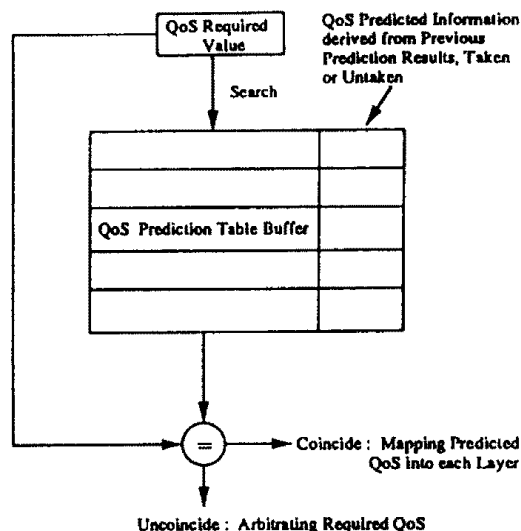 QoS Required
Value
QoS Predicted Information
derived from Previous
Prediction Results, Taken
or Untaken
Search
QoS Prediction Table Buffer
=
Coincide : Mapping Predicted
QoS into each Layer
Uncoincide : Arbitrating Required QoS